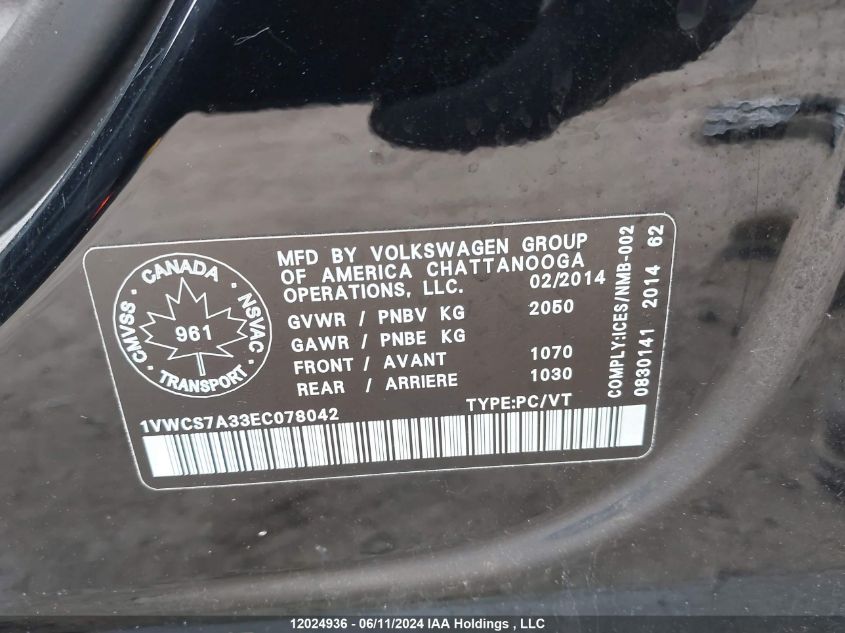 CANADA
CMVSS
NSVAC
961
TRANSPORT
MFD BY VOLKSWAGEN GROUP
OF AMERICA CHATTANOOGA
OPERATIONS, LLC. 02/2014
GVWR / PNBV KG 2050
GAWR / PNBE KG
FRONT / AVANT 1070
REAR / ARRIERE 1030
1VWCS7A33EC078042 TYPE:PC/VT
COMPLY:ICES/NMB-002
0830141 2014 62
12024936 - 06/11/2024 IAA Holdings , LLC